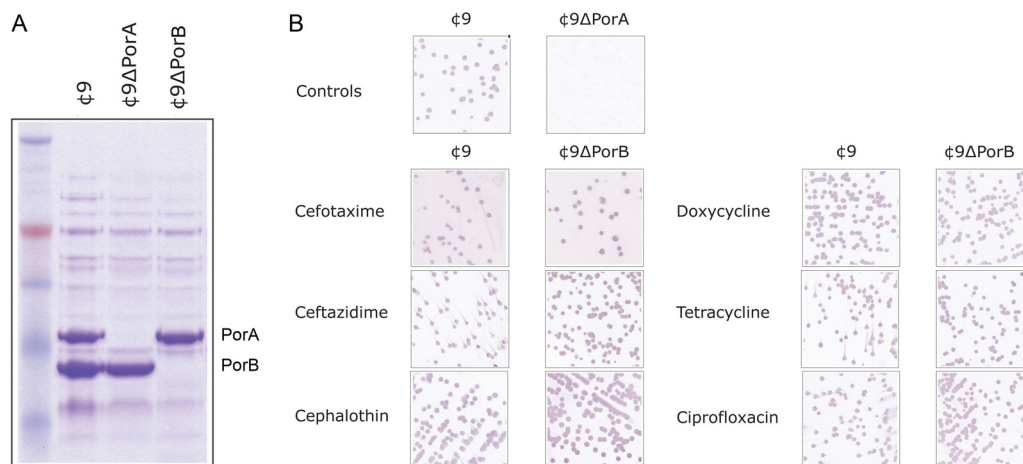 A
¢9
¢9ΔPorA
¢9ΔPorB
PorA
PorB
B
¢9
¢9ΔPorA
Controls
¢9
¢9ΔPorB
¢9
¢9ΔPorB
Cefotaxime
Doxycycline
Ceftazidime
Tetracycline
Cephalothin
Ciprofloxacin